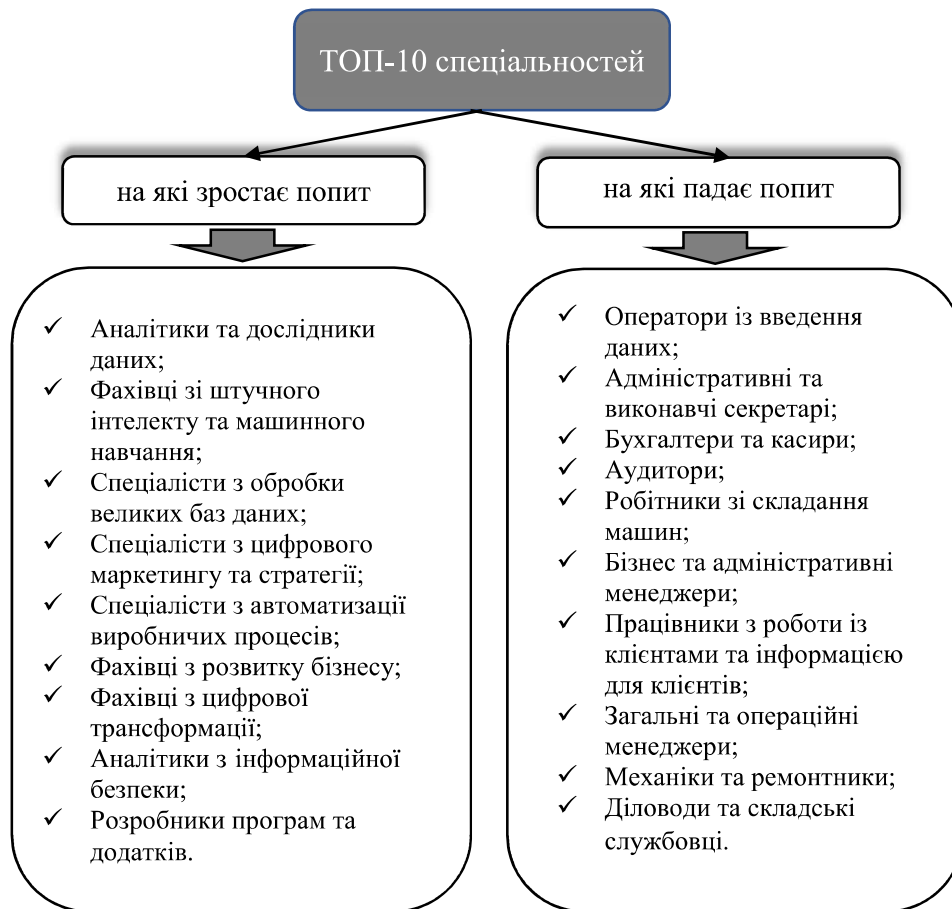 ТОП-10 спеціальностей
на які зростає попит
✓ Аналітики та дослідники
даних;
✓ Фахівці зі штучного
інтелекту та машинного
навчання;
✓ Спеціалісти з обробки
великих баз даних;
✓ Спеціалісти з цифрового
маркетингу та стратегії;
✓ Спеціалісти з автоматизації
виробничих процесів;
✓ Фахівці з розвитку бізнесу;
✓ Фахівці з цифрової
трансформації;
✓ Аналітики з інформаційної
безпеки;
✓ Розробники програм та
додатків.
на які падає попит
✓ Оператори із введення
даних;
✓ Адміністративні та
виконавчі секретарі;
✓ Бухгалтери та касири;
✓ Аудитори;
✓ Робітники зі складання
машин;
✓ Бізнес та адміністративні
менеджери;
✓ Працівники з роботи із
клієнтами та інформацією
для клієнтів;
✓ Загальні та операційні
менеджери;
✓ Механіки та ремонтники;
✓ Діловоди та складські
службовці.